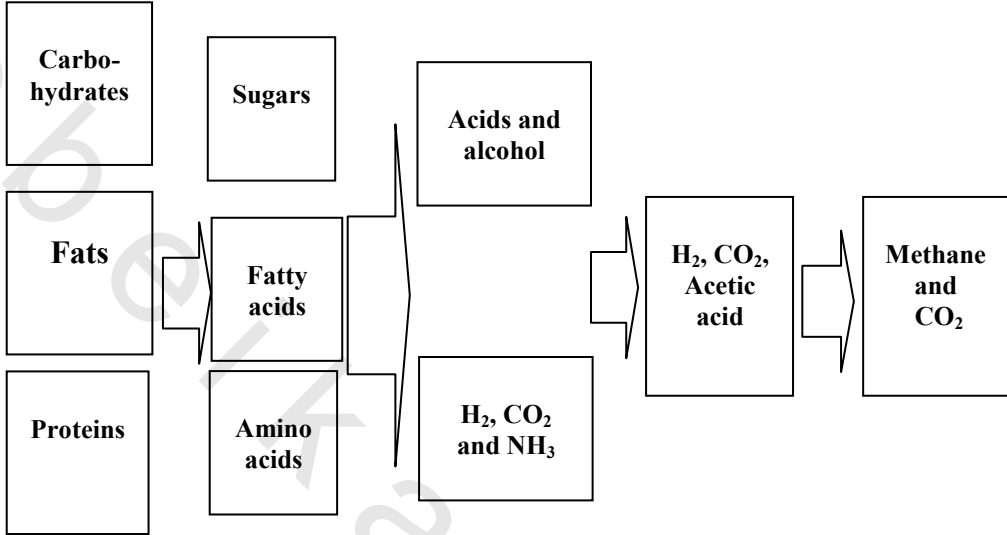 Carbo-
hydrates
Fats
Proteins
Sugars
Fatty
acids
Amino
acids
Acids and
alcohol
H₂, CO₂
and NH₃
H₂, CO₂,
Acetic
acid
Methane
and
CO₂